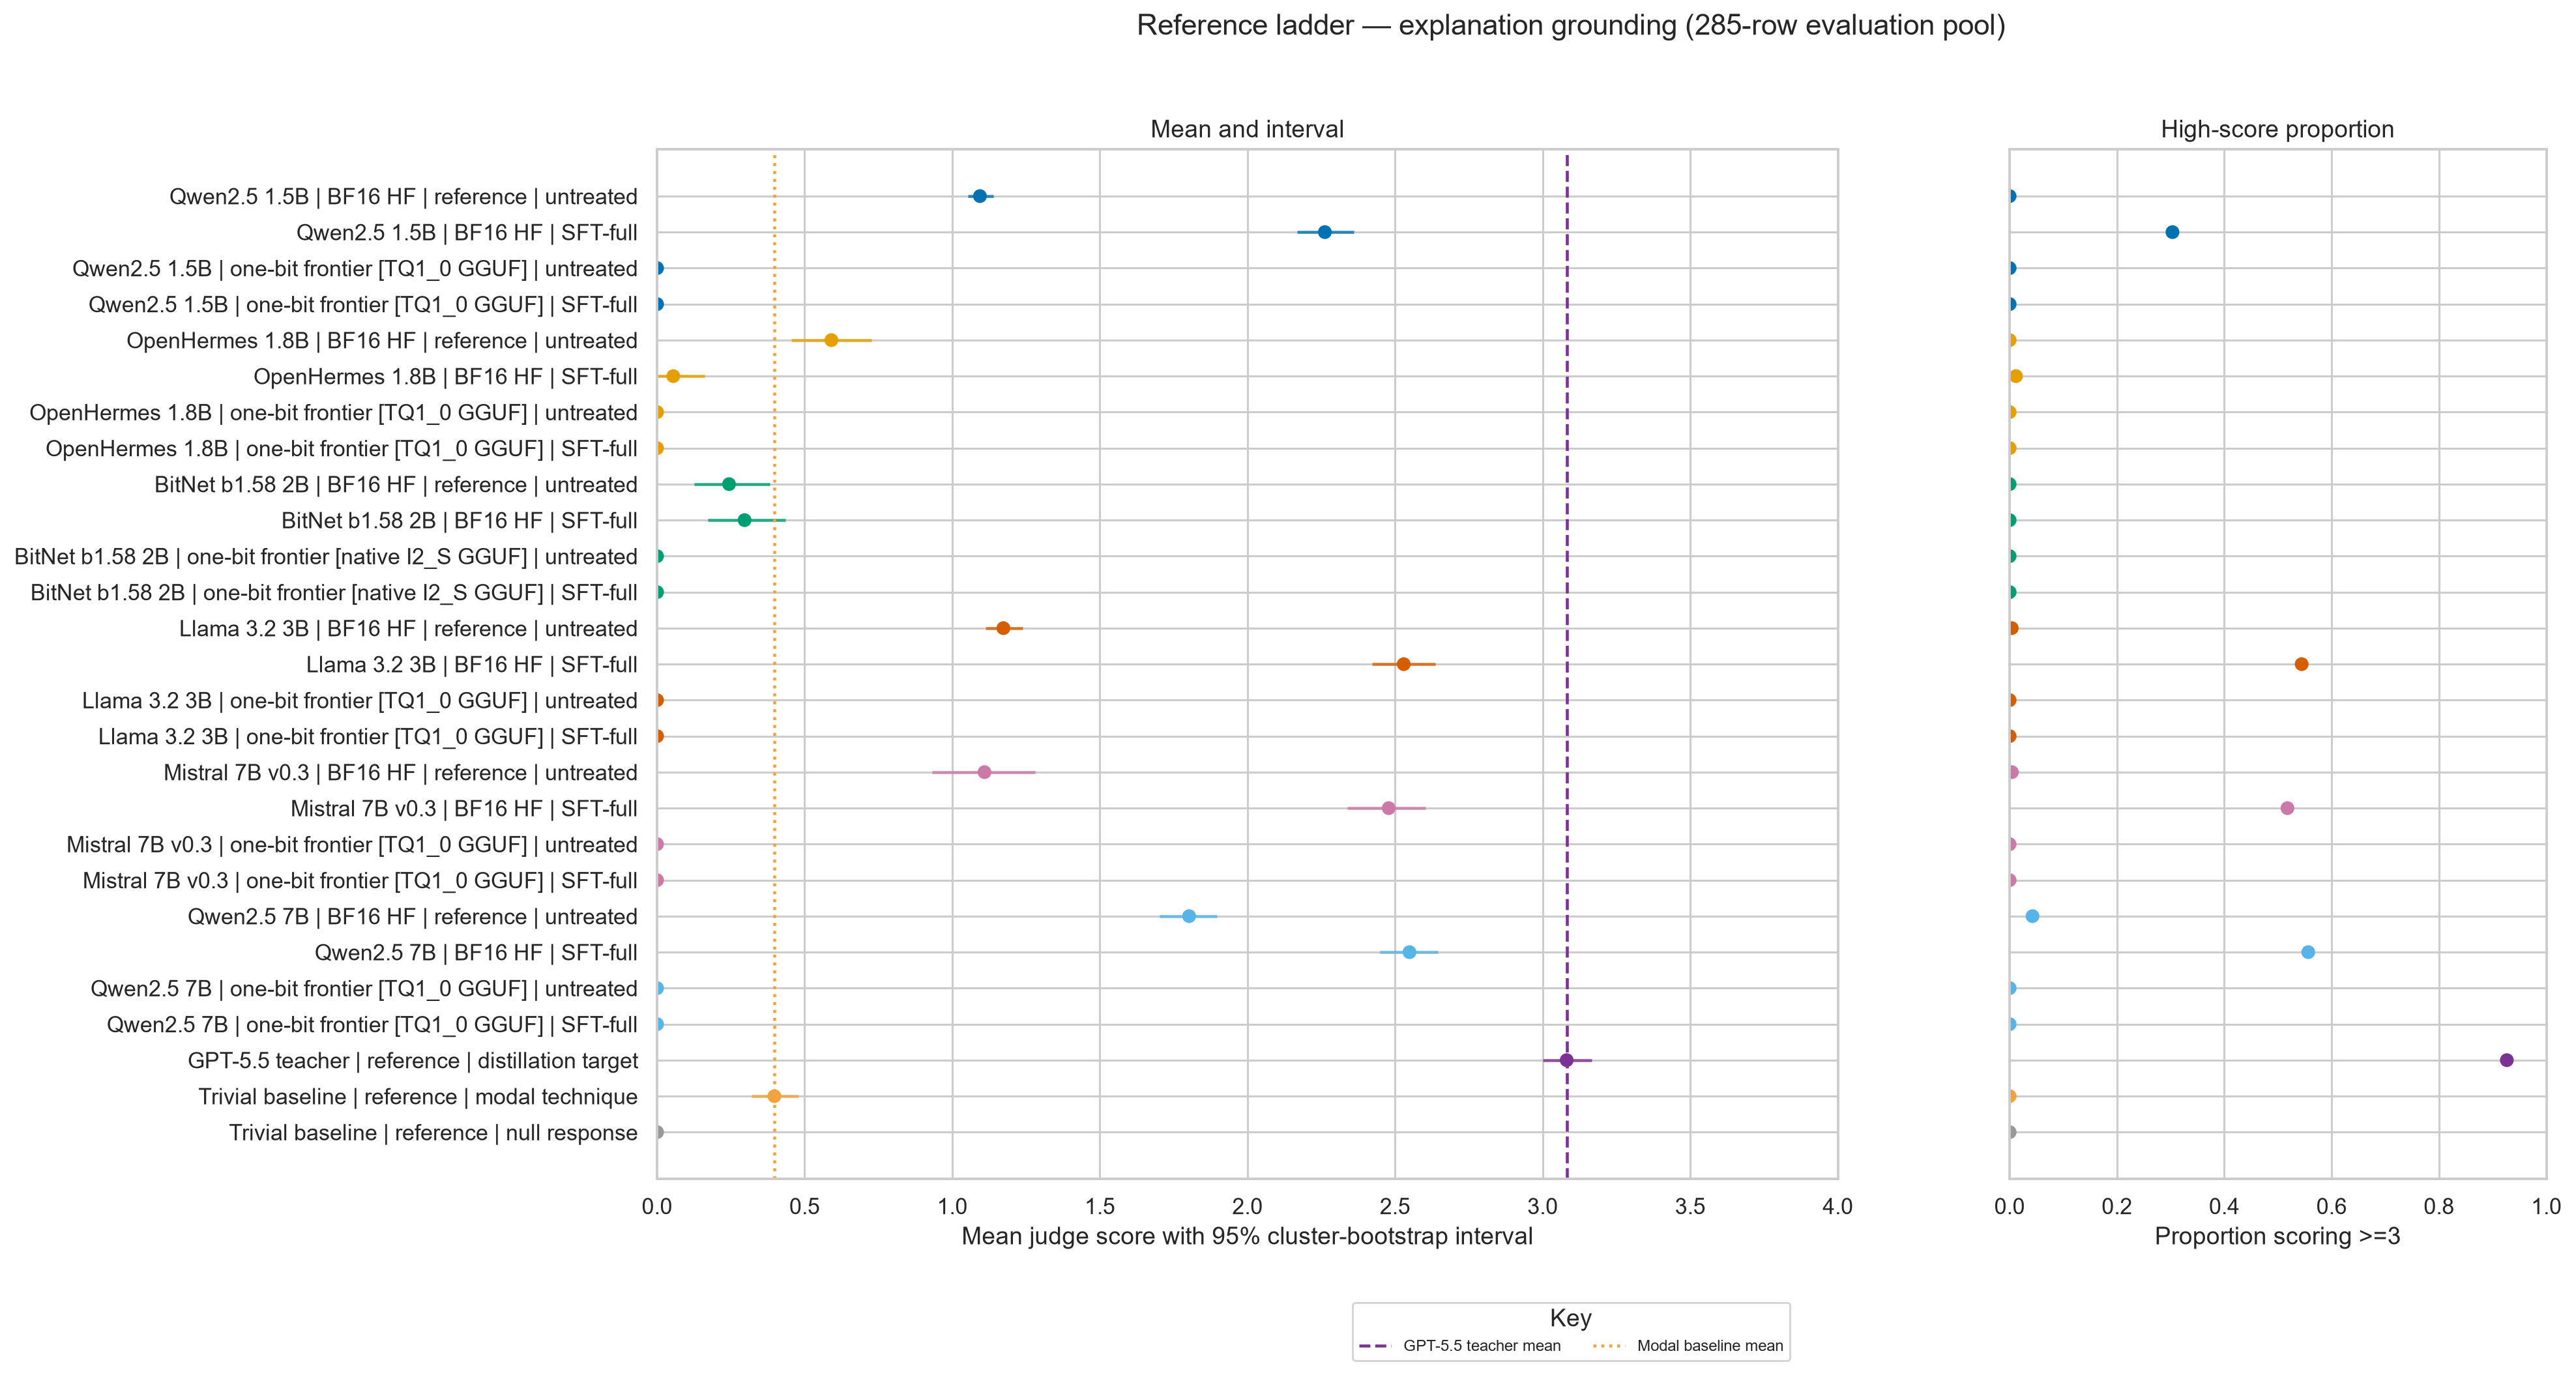 Reference ladder — explanation grounding (285-row evaluation pool)
Mean and interval
High-score proportion
Qwen2.5 1.5B | BF16 HF | reference | untreated
Qwen2.5 1.5B | BF16 HF | SFT-full
Qwen2.5 1.5B | one-bit frontier [TQ1_0 GGUF] | untreated
Qwen2.5 1.5B | one-bit frontier [TQ1_0 GGUF] | SFT-full
OpenHermes 1.8B | BF16 HF | reference | untreated
OpenHermes 1.8B | BF16 HF | SFT-full
OpenHermes 1.8B | one-bit frontier [TQ1_0 GGUF] | untreated
OpenHermes 1.8B | one-bit frontier [TQ1_0 GGUF] | SFT-full
BitNet b1.58 2B | BF16 HF | reference | untreated
BitNet b1.58 2B | BF16 HF | SFT-full
BitNet b1.58 2B | one-bit frontier [native I2_S GGUF] | untreated
BitNet b1.58 2B | one-bit frontier [native I2_S GGUF] | SFT-full
Llama 3.2 3B | BF16 HF | reference | untreated
Llama 3.2 3B | BF16 HF | SFT-full
Llama 3.2 3B | one-bit frontier [TQ1_0 GGUF] | untreated
Llama 3.2 3B | one-bit frontier [TQ1_0 GGUF] | SFT-full
Mistral 7B v0.3 | BF16 HF | reference | untreated
Mistral 7B v0.3 | BF16 HF | SFT-full
Mistral 7B v0.3 | one-bit frontier [TQ1_0 GGUF] | untreated
Mistral 7B v0.3 | one-bit frontier [TQ1_0 GGUF] | SFT-full
Qwen2.5 7B | BF16 HF | reference | untreated
Qwen2.5 7B | BF16 HF | SFT-full
Qwen2.5 7B | one-bit frontier [TQ1_0 GGUF] | untreated
Qwen2.5 7B | one-bit frontier [TQ1_0 GGUF] | SFT-full
GPT-5.5 teacher | reference | distillation target
Trivial baseline | reference | modal technique
Trivial baseline | reference | null response
0.0 0.5 1.0 1.5 2.0 2.5 3.0 3.5 4.0
Mean judge score with 95% cluster-bootstrap interval
0.0 0.2 0.4 0.6 0.8 1.0
Proportion scoring >=3
Key
GPT-5.5 teacher mean
Modal baseline mean